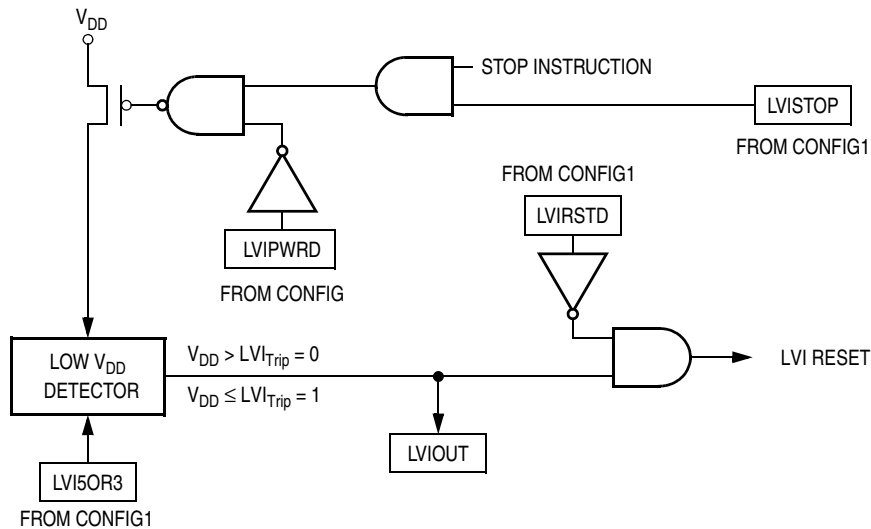 V_DD
STOP INSTRUCTION
LVISTOP
FROM CONFIG1
FROM CONFIG1
LVIRSTD
LVIPWRD
FROM CONFIG
LOW V_DD
DETECTOR
V_DD > LVI_Trip = 0
V_DD ≤ LVI_Trip = 1
LVI RESET
LVIOUT
LVI5OR3
FROM CONFIG1